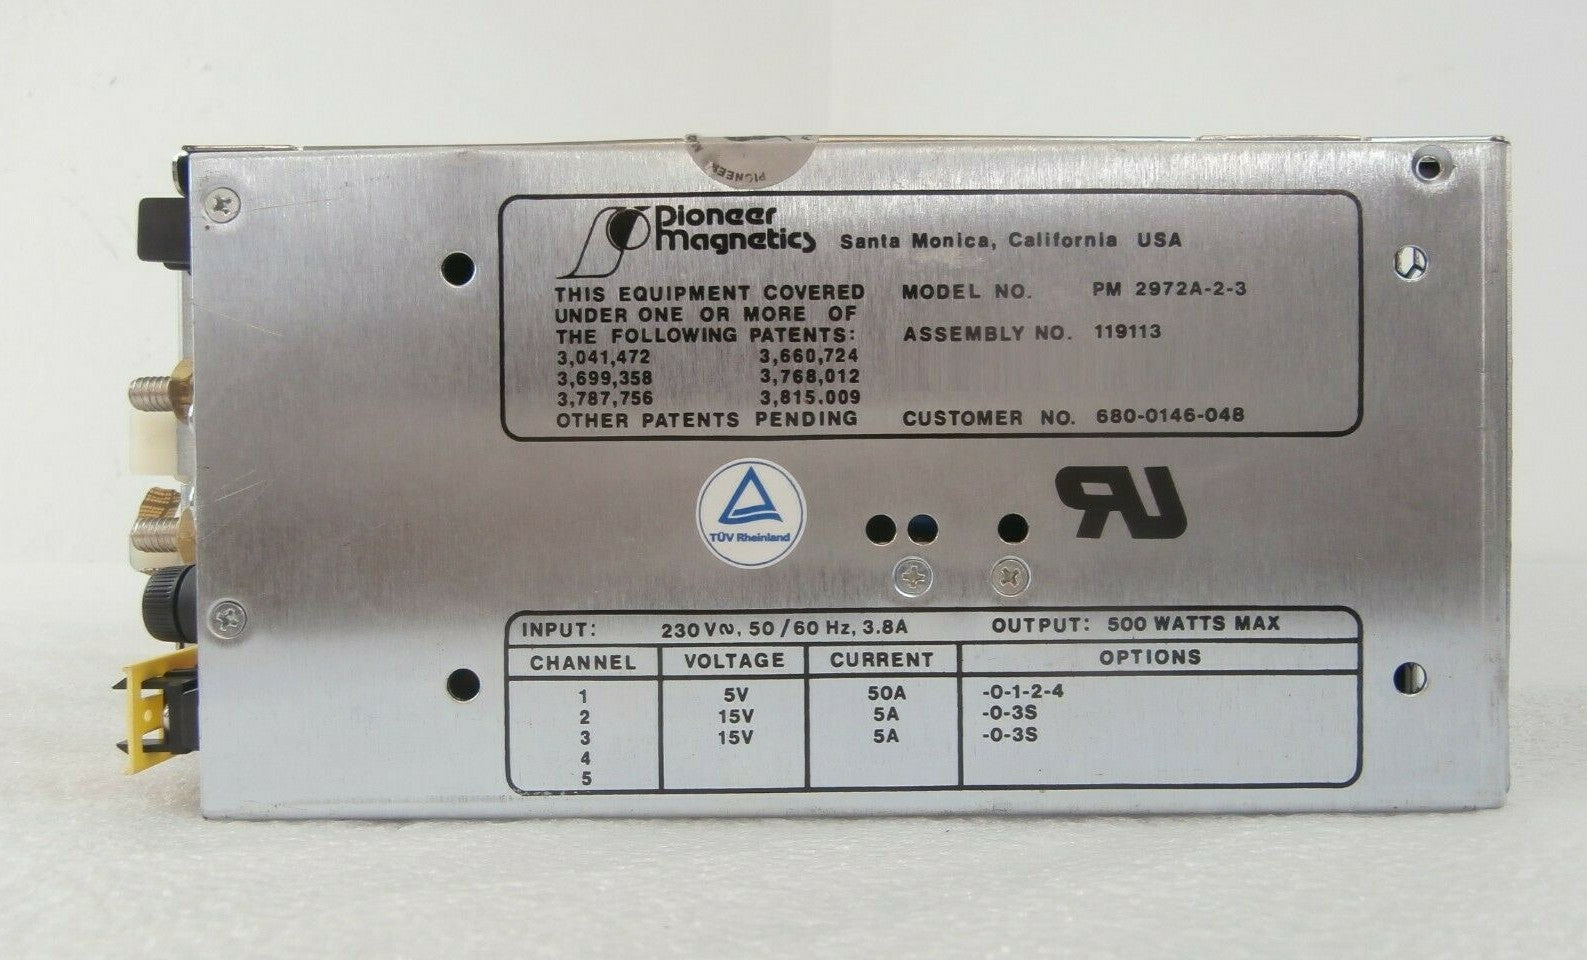 PIONEER
Pioneer
magnetics Santa Monica, California USA
THIS EQUIPMENT COVERED MODEL NO. PM 2972A-2-3
UNDER ONE OR MORE OF
THE FOLLOWING PATENTS: ASSEMBLY NO. 119113
3,041,472 3,660,724
3,699,358 3,768,012
3,787,756 3,815.009
OTHER PATENTS PENDING CUSTOMER NO. 680-0146-048
TÜV Rheinland
INPUT: 230 V∾, 50/60 Hz, 3.8A OUTPUT: 500 WATTS MAX
CHANNEL VOLTAGE CURRENT OPTIONS
1 5V 50A -0-1-2-4
2 15V 5A -0-3S
3 15V 5A -0-3S
4
5